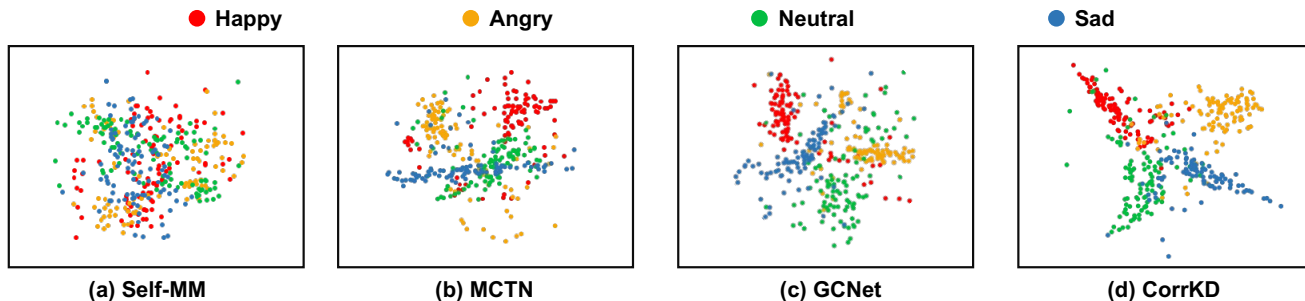 Happy Angry Neutral Sad
(a) Self-MM (b) MCTN (c) GCNet (d) CorrKD